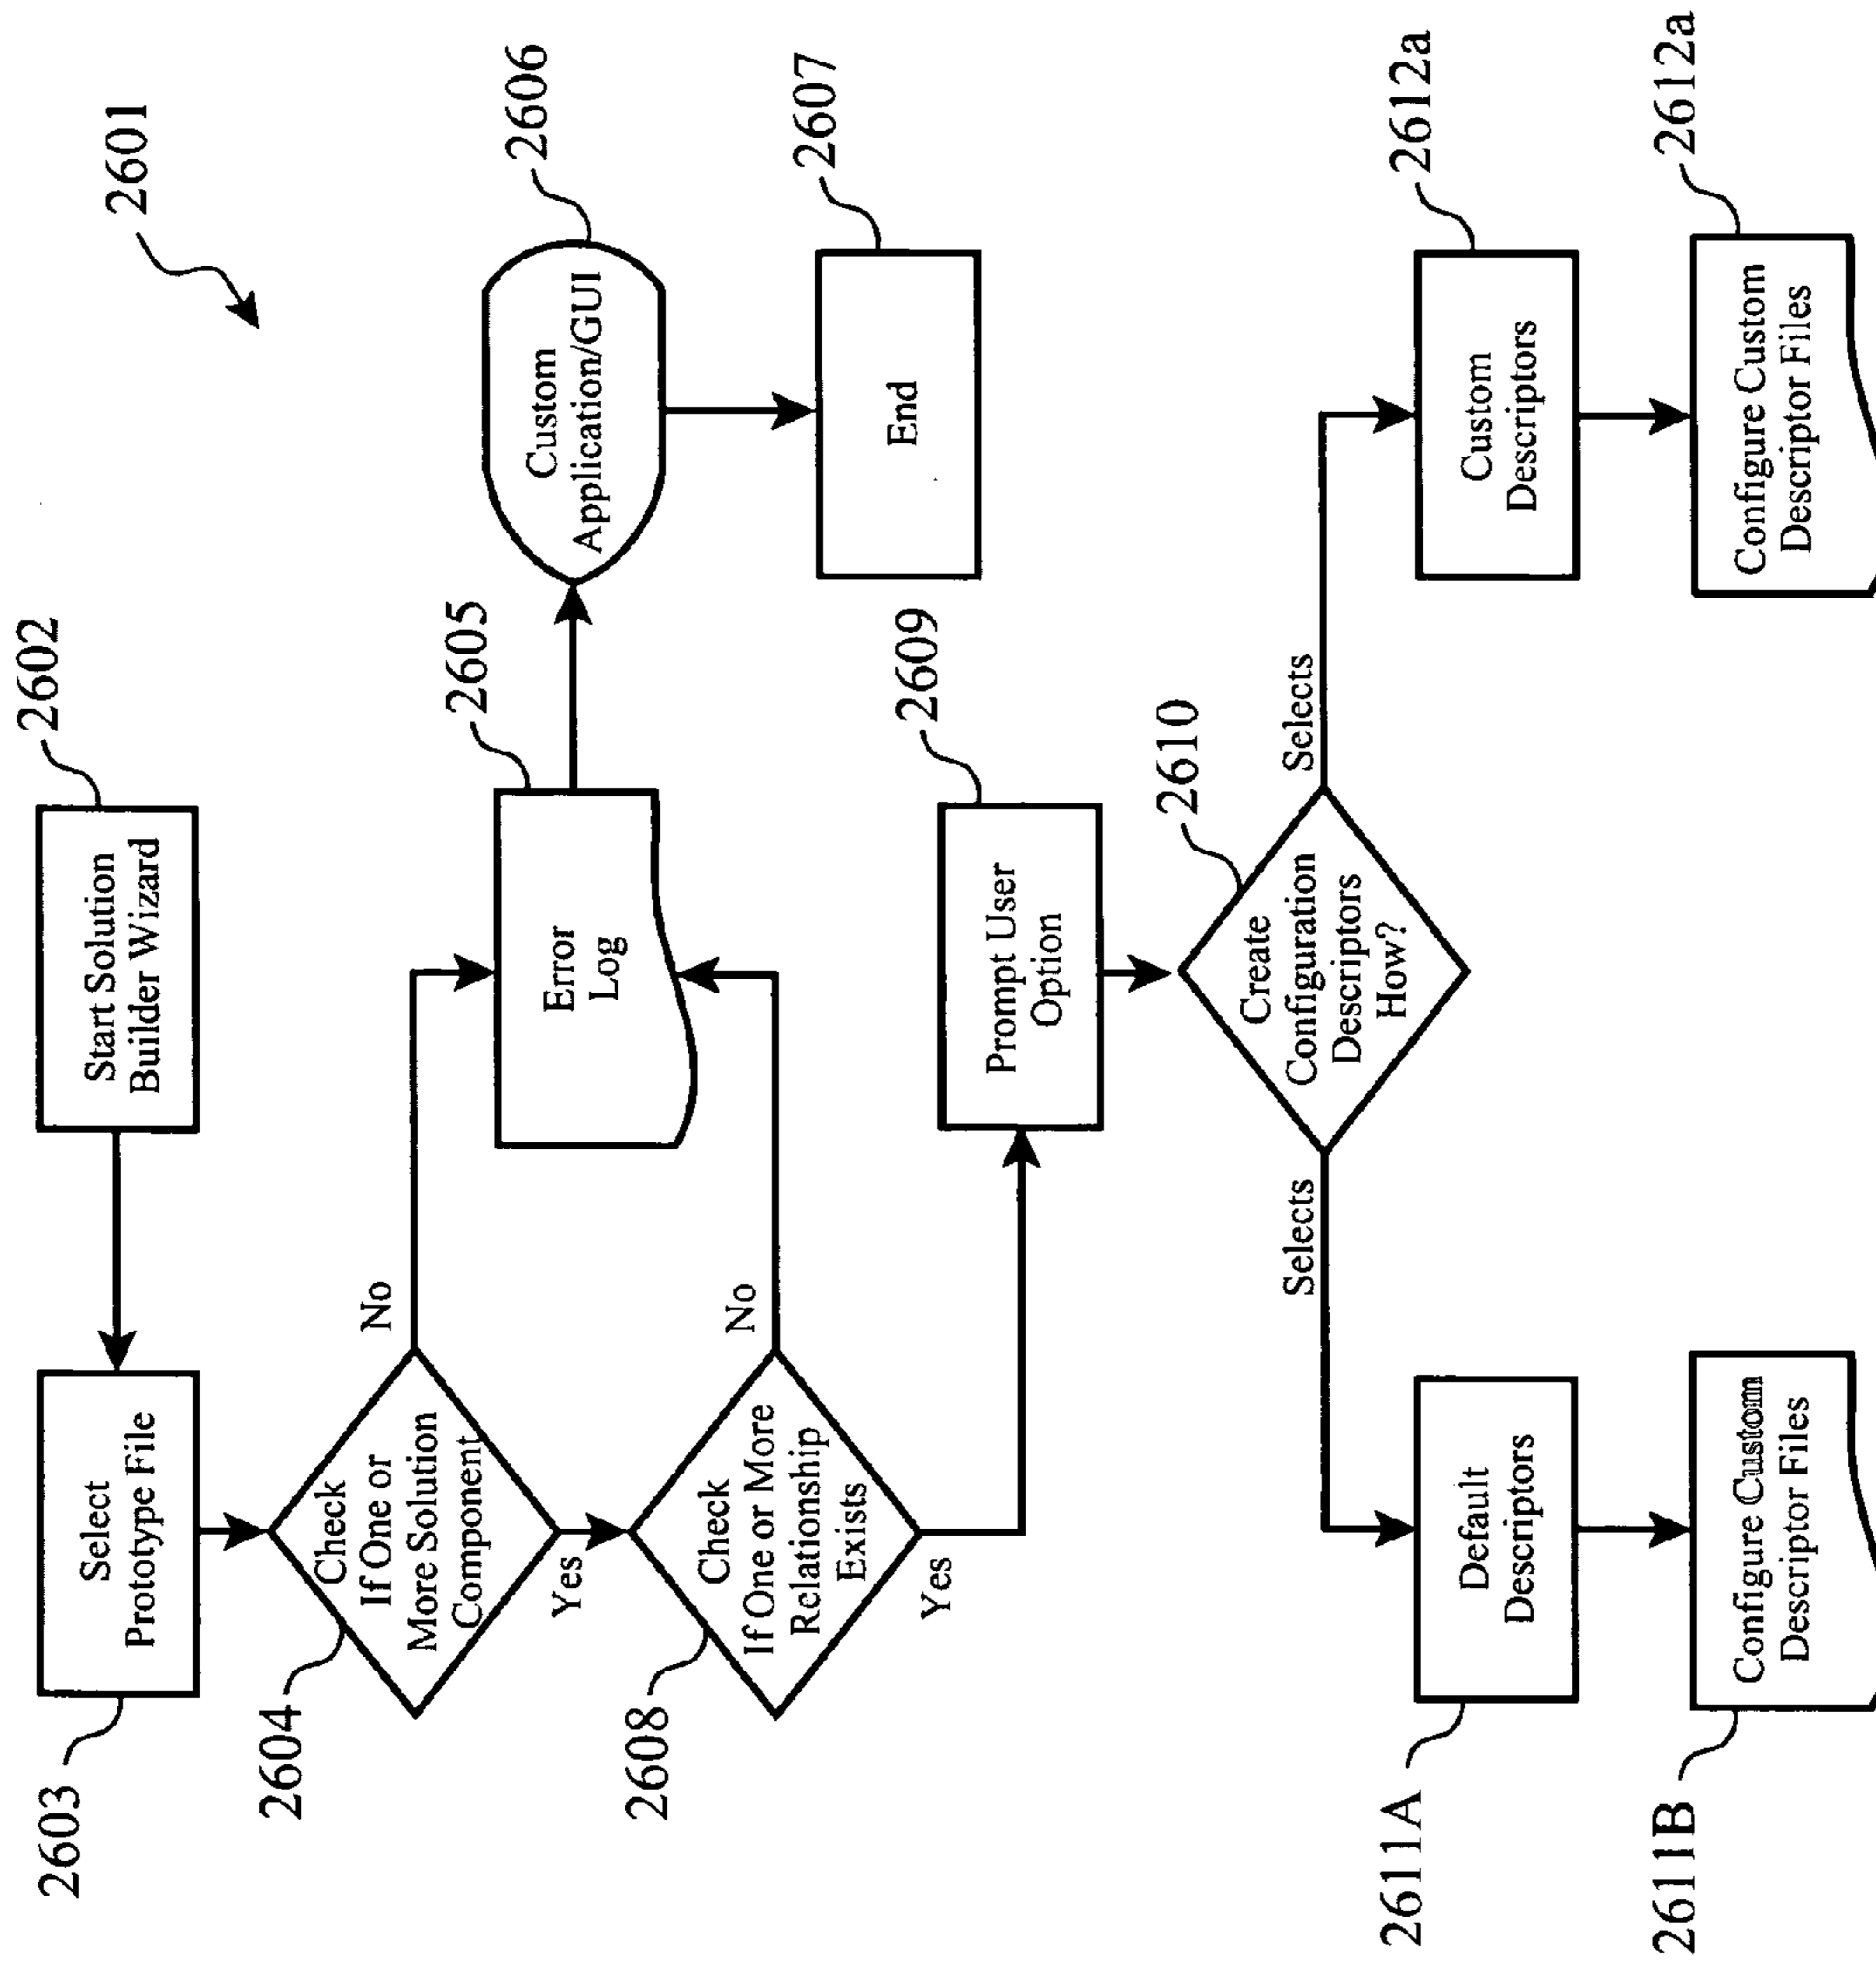 2601
2602
Start Solution
Builder Wizard
2603
Select
Prototype File
2604
Check
If One or
More Solution
Component
No
Yes
2605
Error
Log
2606
Custom
Application/GUI
2607
End
2608
Check
If One or More
Relationship
Exists
No
Yes
2609
Prompt User
Option
2610
Create
Configuration
Descriptors
How?
Selects
Selects
2611A
Default
Descriptors
2612a
Custom
Descriptors
2611B
Configure Custom
Descriptor Files
2612a
Configure Custom
Descriptor Files